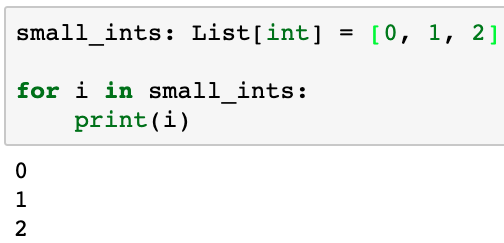 small_ints: List[int] = [0, 1, 2]
for i in small_ints:
    print(i)
0
1
2